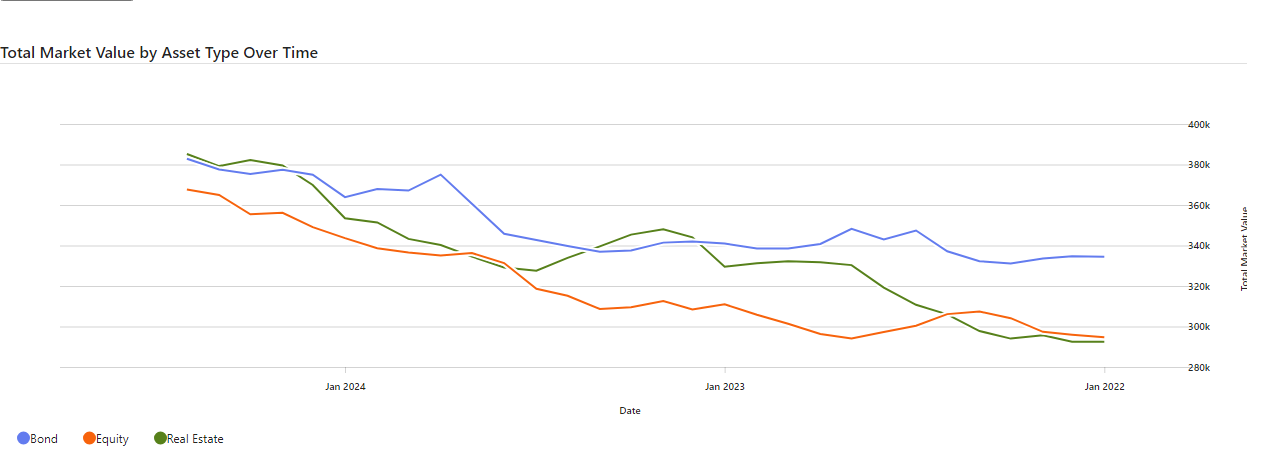 Total Market Value by Asset Type Over Time
400k
380k
360k
340k
320k
300k
280k
Total Market Value
Jan 2024
Jan 2023
Jan 2022
Date
Bond
Equity
Real Estate